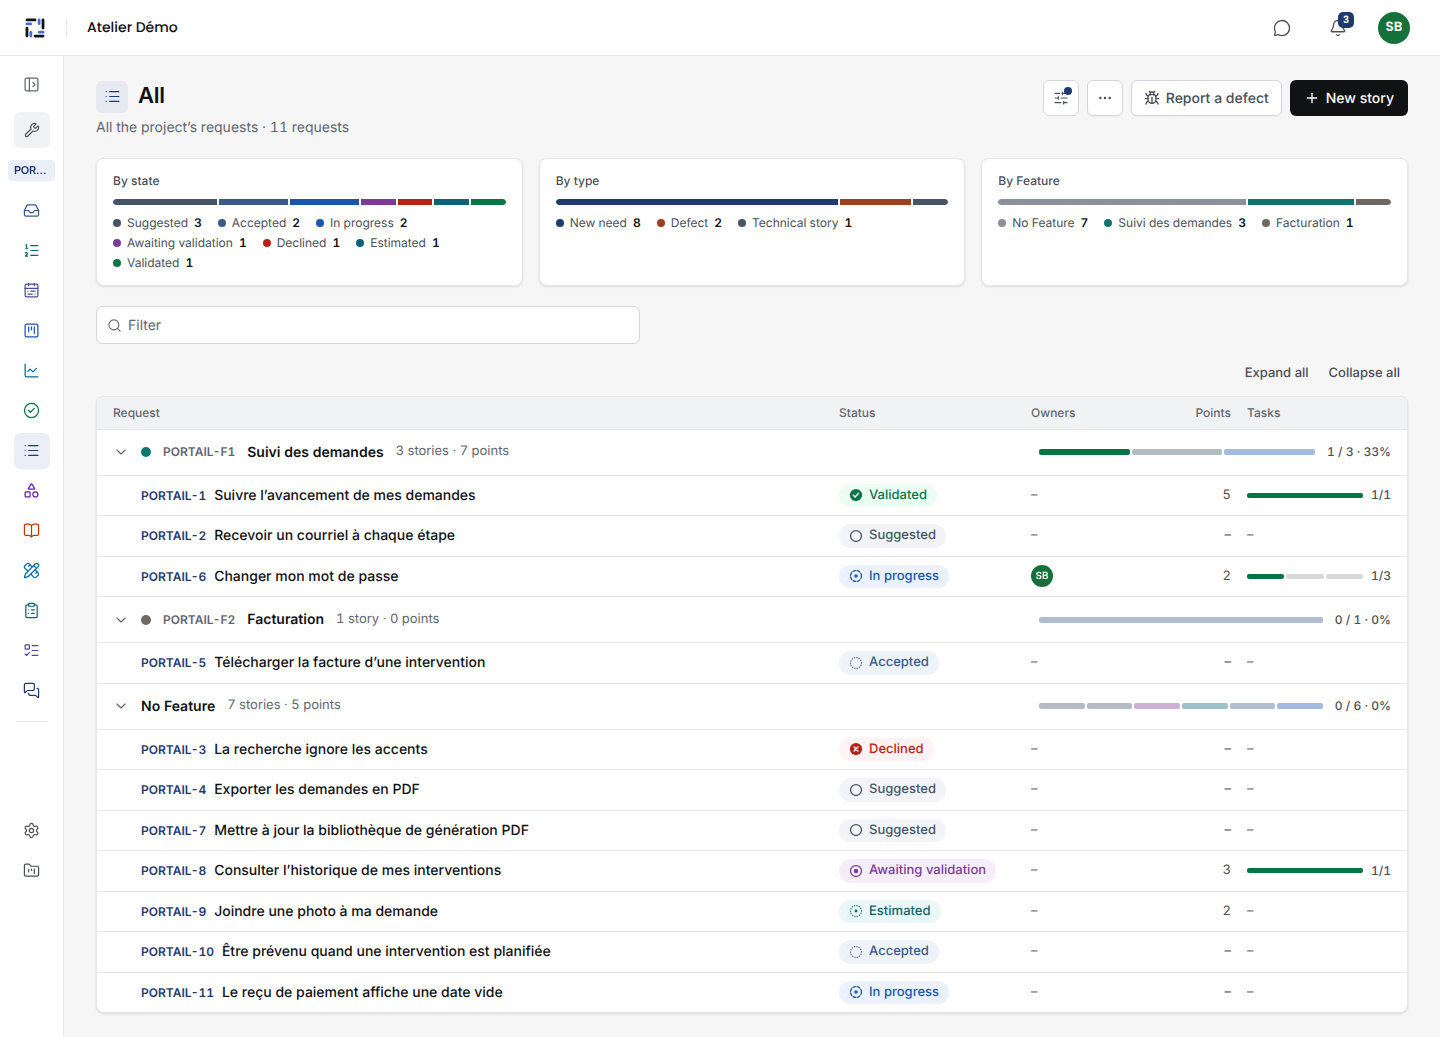 Atelier Démo
3
SB
POR...
All
All the project's requests · 11 requests
Report a defect
New story
By state
Suggested 3 Accepted 2 In progress 2
Awaiting validation 1 Declined 1 Estimated 1
Validated 1
By type
New need 8 Defect 2 Technical story 1
By Feature
No Feature 7 Suivi des demandes 3 Facturation 1
Filter
Expand all Collapse all
Request Status Owners Points Tasks
PORTAIL-F1 Suivi des demandes 3 stories · 7 points 1 / 3 · 33%
PORTAIL-1 Suivre l'avancement de mes demandes Validated – 5 1/1
PORTAIL-2 Recevoir un courriel à chaque étape Suggested – – –
PORTAIL-6 Changer mon mot de passe In progress SB 2 1/3
PORTAIL-F2 Facturation 1 story · 0 points 0 / 1 · 0%
PORTAIL-5 Télécharger la facture d'une intervention Accepted – – –
No Feature 7 stories · 5 points 0 / 6 · 0%
PORTAIL-3 La recherche ignore les accents Declined – – –
PORTAIL-4 Exporter les demandes en PDF Suggested – – –
PORTAIL-7 Mettre à jour la bibliothèque de génération PDF Suggested – – –
PORTAIL-8 Consulter l'historique de mes interventions Awaiting validation – 3 1/1
PORTAIL-9 Joindre une photo à ma demande Estimated – 2 –
PORTAIL-10 Être prévenu quand une intervention est planifiée Accepted – – –
PORTAIL-11 Le reçu de paiement affiche une date vide In progress – – –